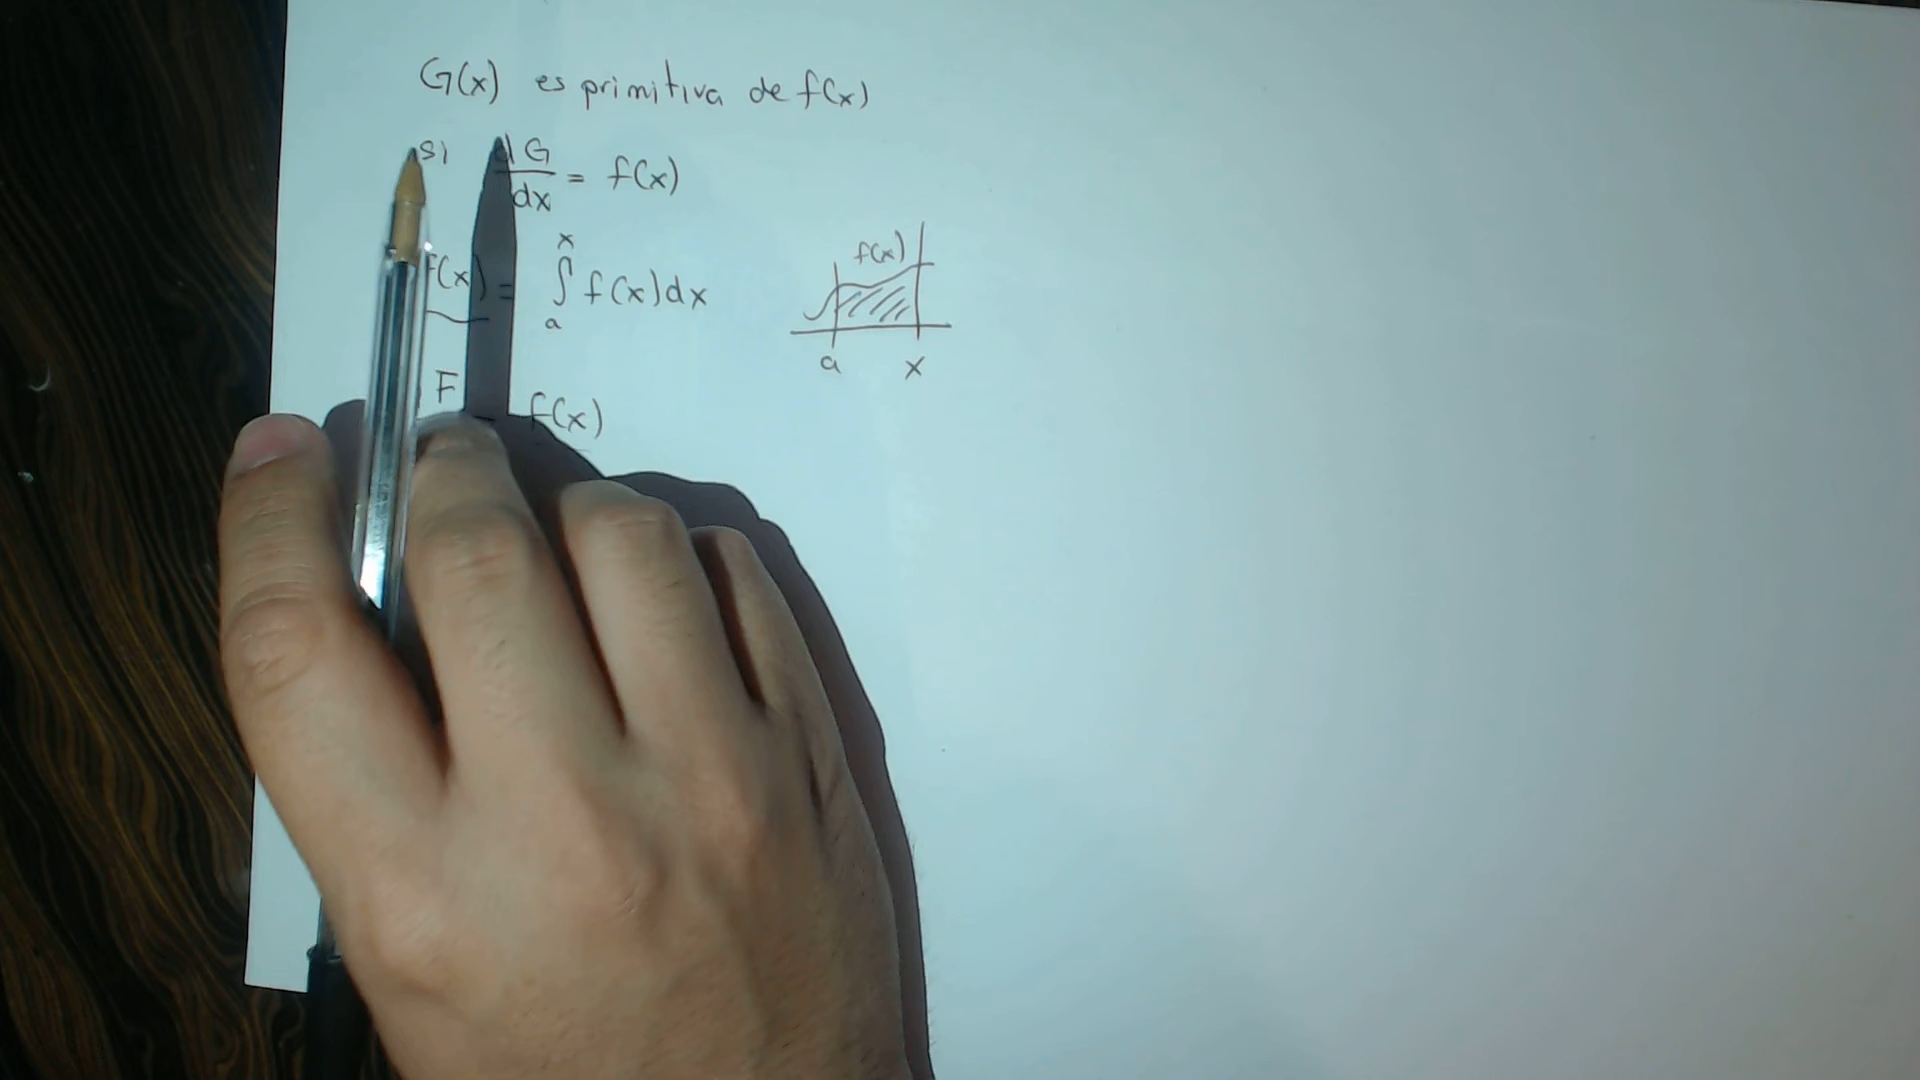 G(x) es primitiva de f(x)
si dG/dx = f(x)
F(x) = ∫ₐˣ f(x)dx
f(x)
a x
F f(x)